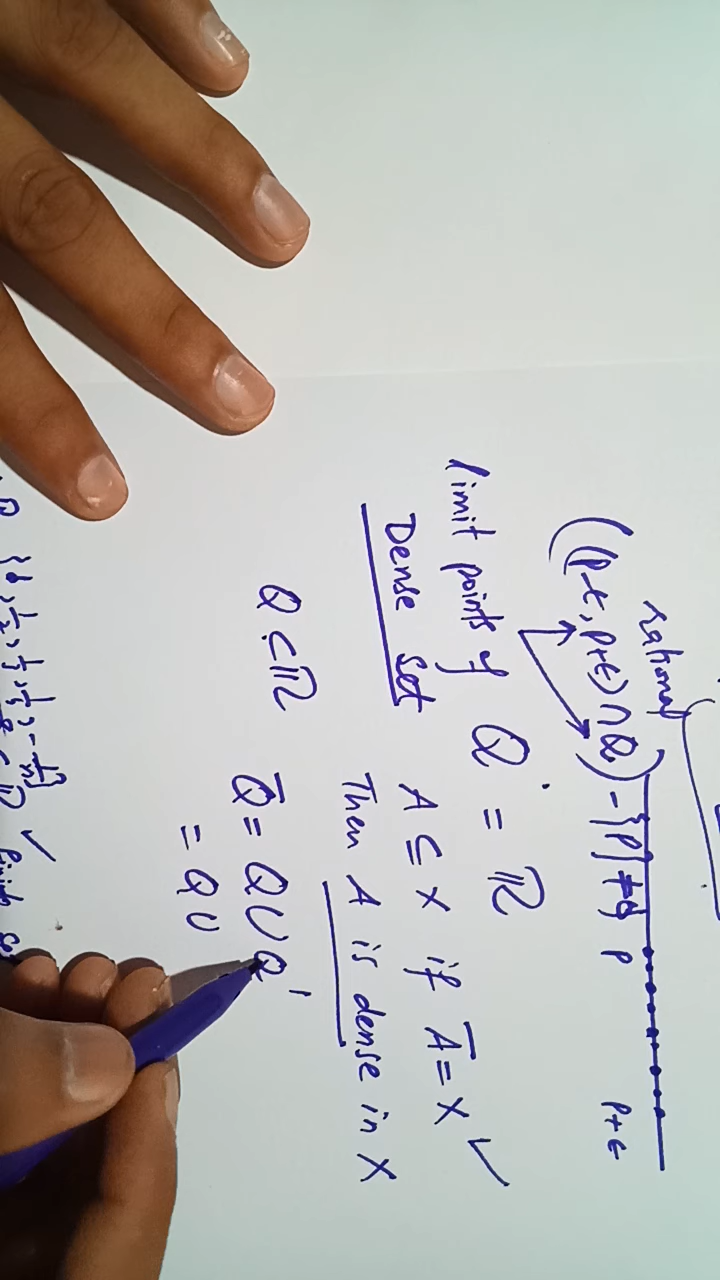 rational
((p-ε, p+ε) ∩ Q) - {p} ≠ ϕ p p+ε
limit points of Q' = ℝ
Dense set A ⊆ X if A̅ = X ✓
Then A is dense in X
Q ⊂ ℝ Q̅ = Q ∪ Q'
= Q ∪